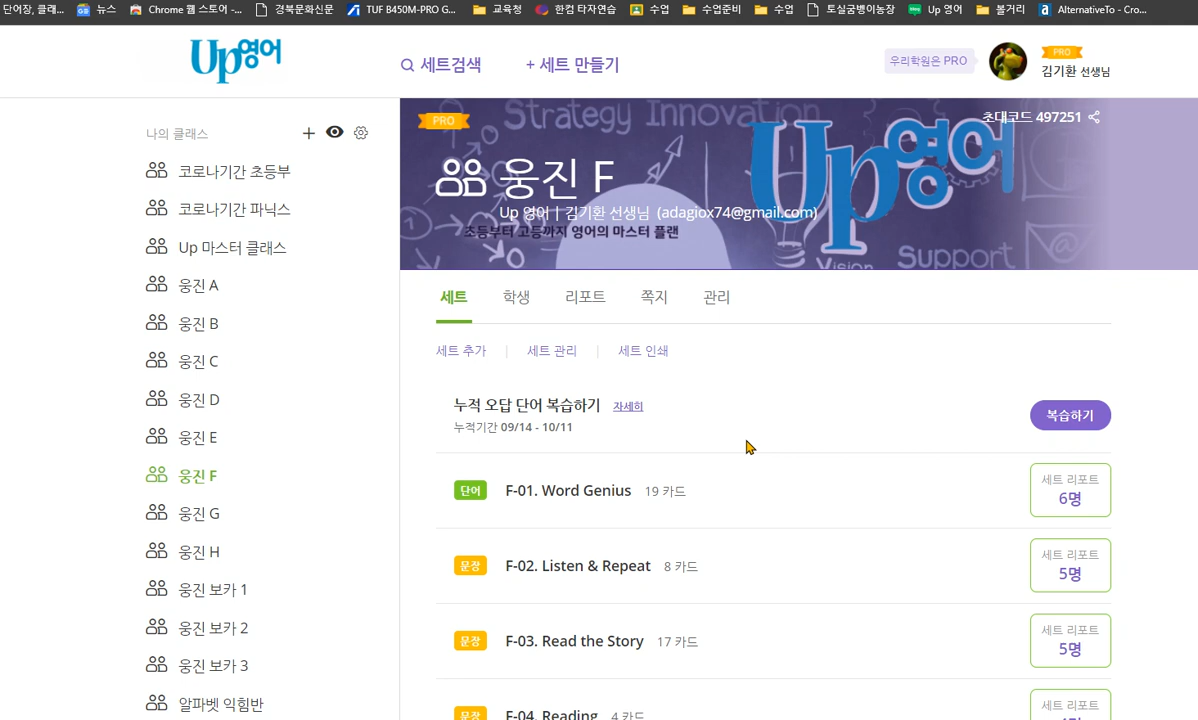 단어장, 클래...
뉴스
Chrome 웹 스토어 -...
경북문화신문
TUF B450M-PRO G...
교육청
한컴 타자연습
수업
수업준비
수업
토실굼벵이농장
Up 영어
볼거리
AlternativeTo - Cro...
Up영어
세트검색
+ 세트 만들기
우리학원은 PRO
PRO
김기환 선생님
나의 클래스
코로나기간 초등부
코로나기간 파닉스
Up 마스터 클래스
웅진 A
웅진 B
웅진 C
웅진 D
웅진 E
웅진 F
웅진 G
웅진 H
웅진 보카 1
웅진 보카 2
웅진 보카 3
알파벳 익힘반
PRO
Strategy Innovation
초대코드 497251
웅진 F
Up영어
Up 영어 | 김기환 선생님 (adagiox74@gmail.com)
초등부터 고등까지 영어의 마스터 플랜
Vision
Support
세트
학생
리포트
쪽지
관리
세트 추가 | 세트 관리 | 세트 인쇄
누적 오답 단어 복습하기 자세히
누적기간 09/14 - 10/11
복습하기
단어 F-01. Word Genius 19 카드
세트 리포트
6명
문장 F-02. Listen & Repeat 8 카드
세트 리포트
5명
문장 F-03. Read the Story 17 카드
세트 리포트
5명
문장 F-04. Reading 4 카드
세트 리포트